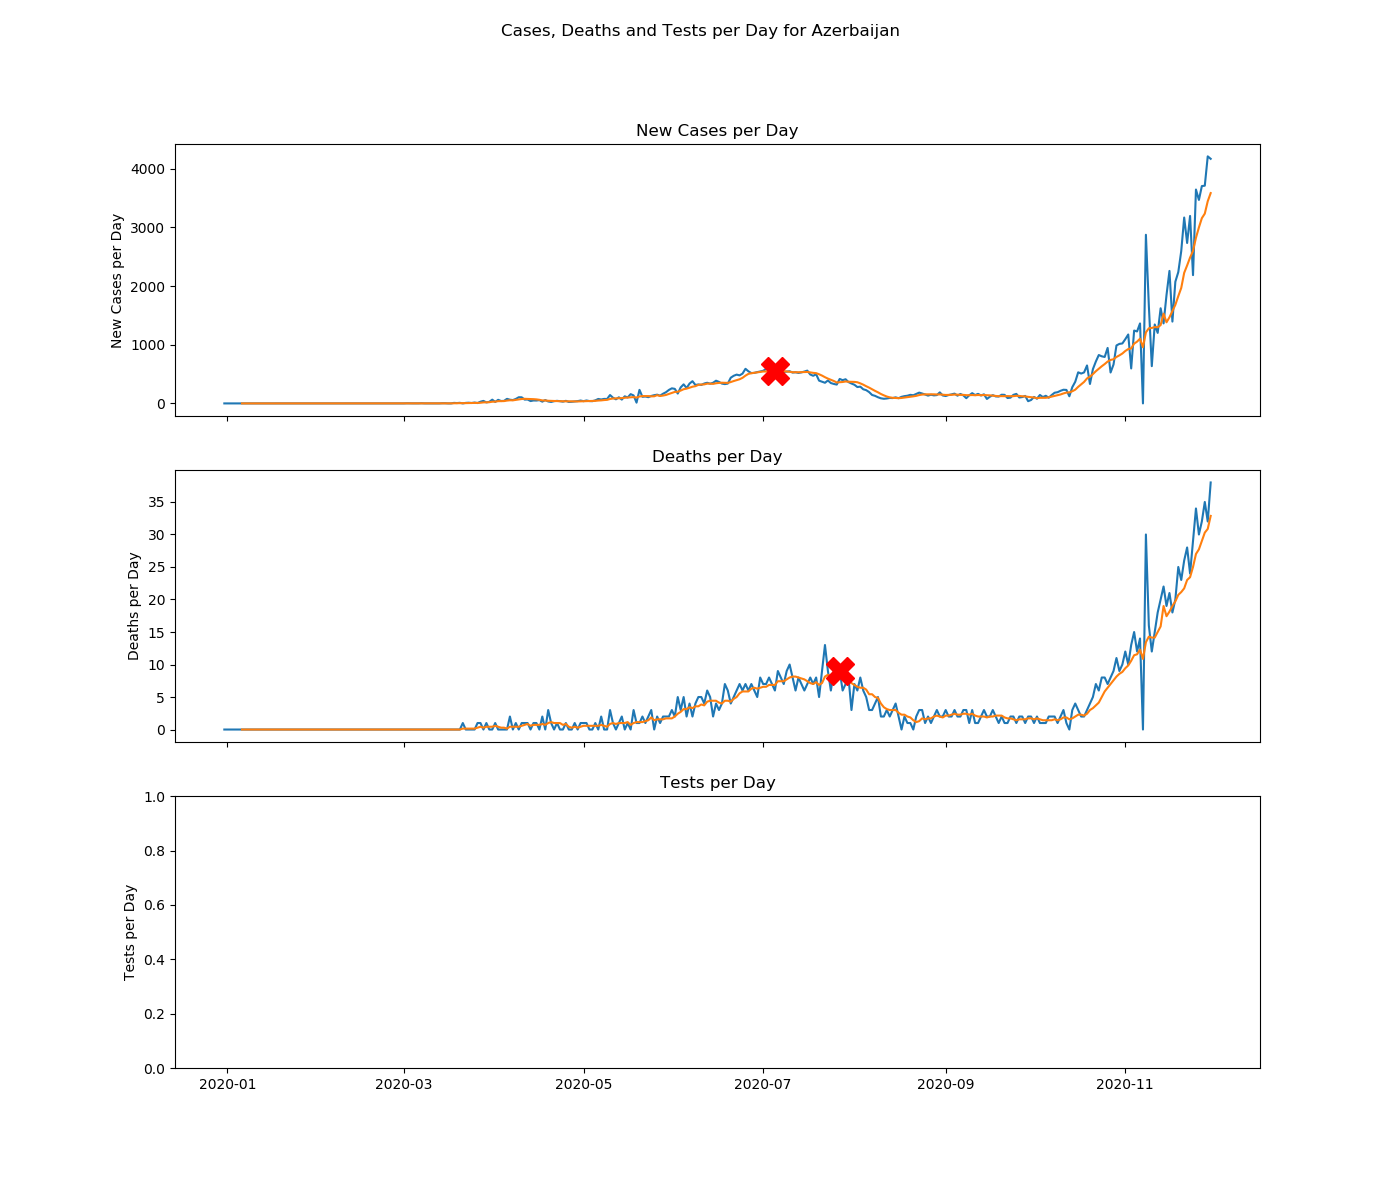 Cases, Deaths and Tests per Day for Azerbaijan
New Cases per Day
New Cases per Day
4000
3000
2000
1000
0
Deaths per Day
Deaths per Day
35
30
25
20
15
10
5
0
Tests per Day
Tests per Day
1.0
0.8
0.6
0.4
0.2
0.0
2020-01 2020-03 2020-05 2020-07 2020-09 2020-11